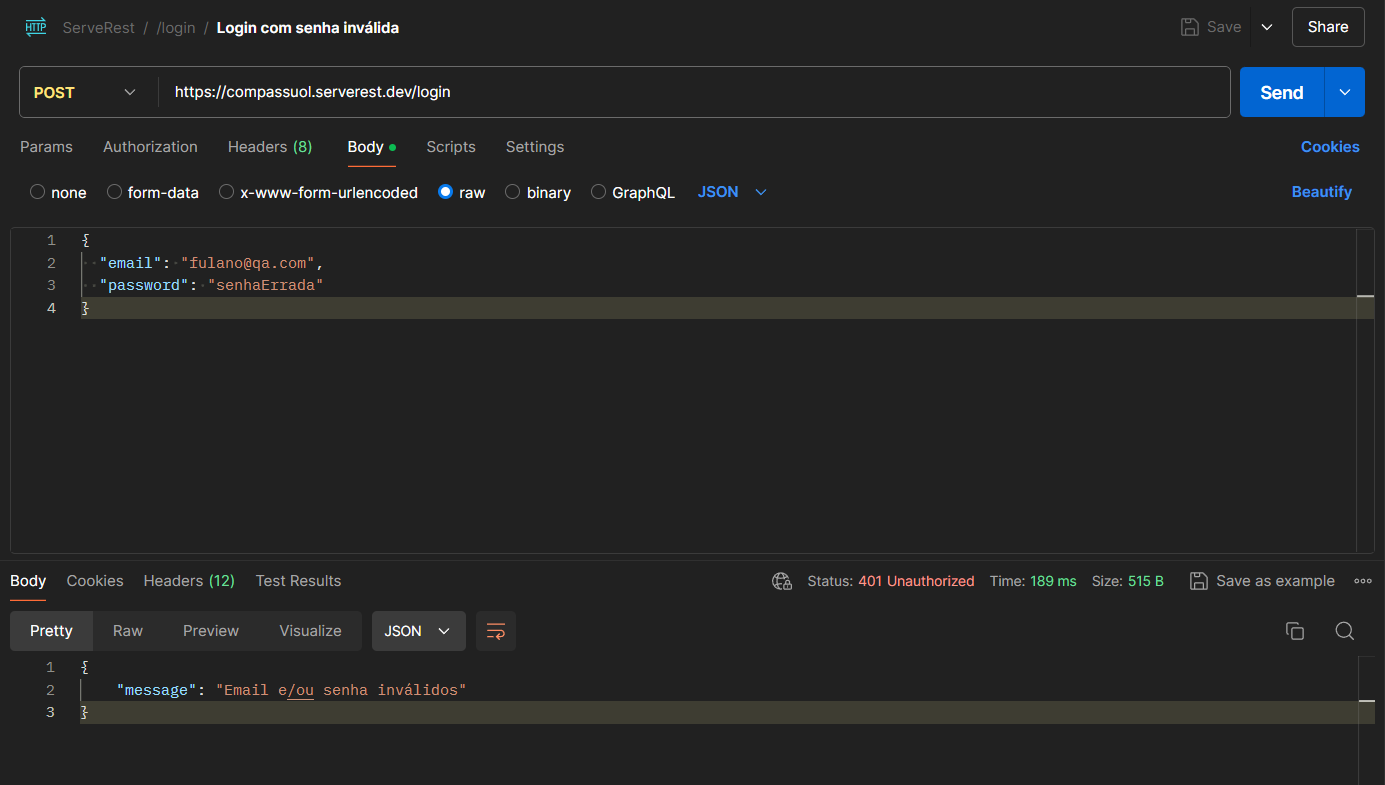 HTTP ServeRest / /login / Login com senha inválida Save Share
POST https://compassuol.serverest.dev/login Send
Params Authorization Headers (8) Body Scripts Settings Cookies
none form-data x-www-form-urlencoded raw binary GraphQL JSON Beautify
1 {
2 "email": "fulano@qa.com",
3 "password": "senhaErrada"
4 }
Body Cookies Headers (12) Test Results Status: 401 Unauthorized Time: 189 ms Size: 515 B Save as example
Pretty Raw Preview Visualize JSON
1 {
2 "message": "Email e/ou senha inválidos"
3 }